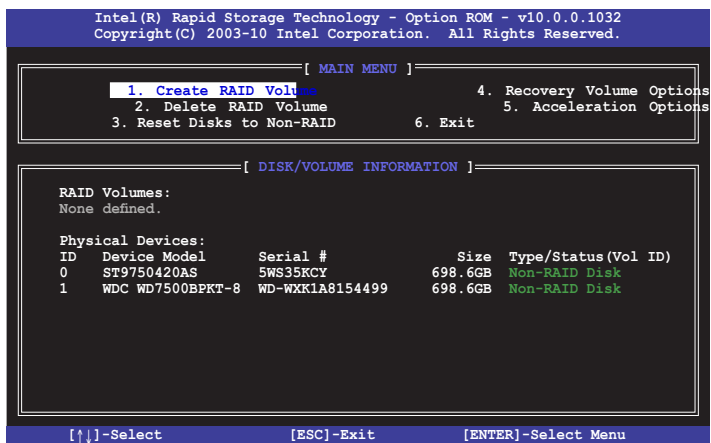 Intel(R) Rapid Storage Technology - Option ROM - v10.0.0.1032
Copyright(C) 2003-10 Intel Corporation. All Rights Reserved.
[ MAIN MENU ]
1. Create RAID Volume 4. Recovery Volume Options
2. Delete RAID Volume 5. Acceleration Options
3. Reset Disks to Non-RAID 6. Exit
[ DISK/VOLUME INFORMATION ]
RAID Volumes:
None defined.
Physical Devices:
ID Device Model Serial # Size Type/Status(Vol ID)
0 ST9750420AS 5WS35KCY 698.6GB Non-RAID Disk
1 WDC WD7500BPKT-8 WD-WXK1A8154499 698.6GB Non-RAID Disk
[↑↓]-Select [ESC]-Exit [ENTER]-Select Menu